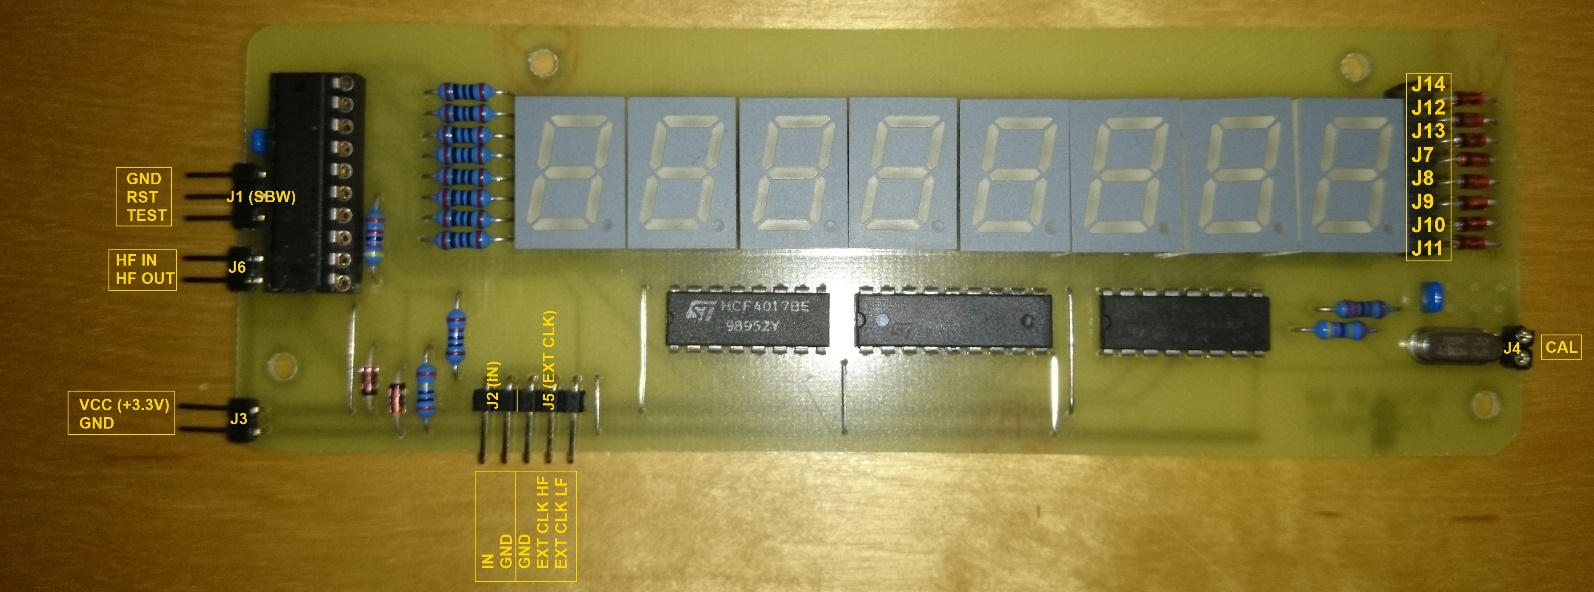 J14
J12
J13
J7
J8
J9
J10
J11
GND
RST
TEST
J1 (SBW)
HF IN
HF OUT
J6
ST HCF4017BE
98952Y
J4
CAL
VCC (+3.3V)
GND
J3
J2 (IN)
J5 (EXT CLK)
IN
GND
GND
EXT CLK HF
EXT CLK LF